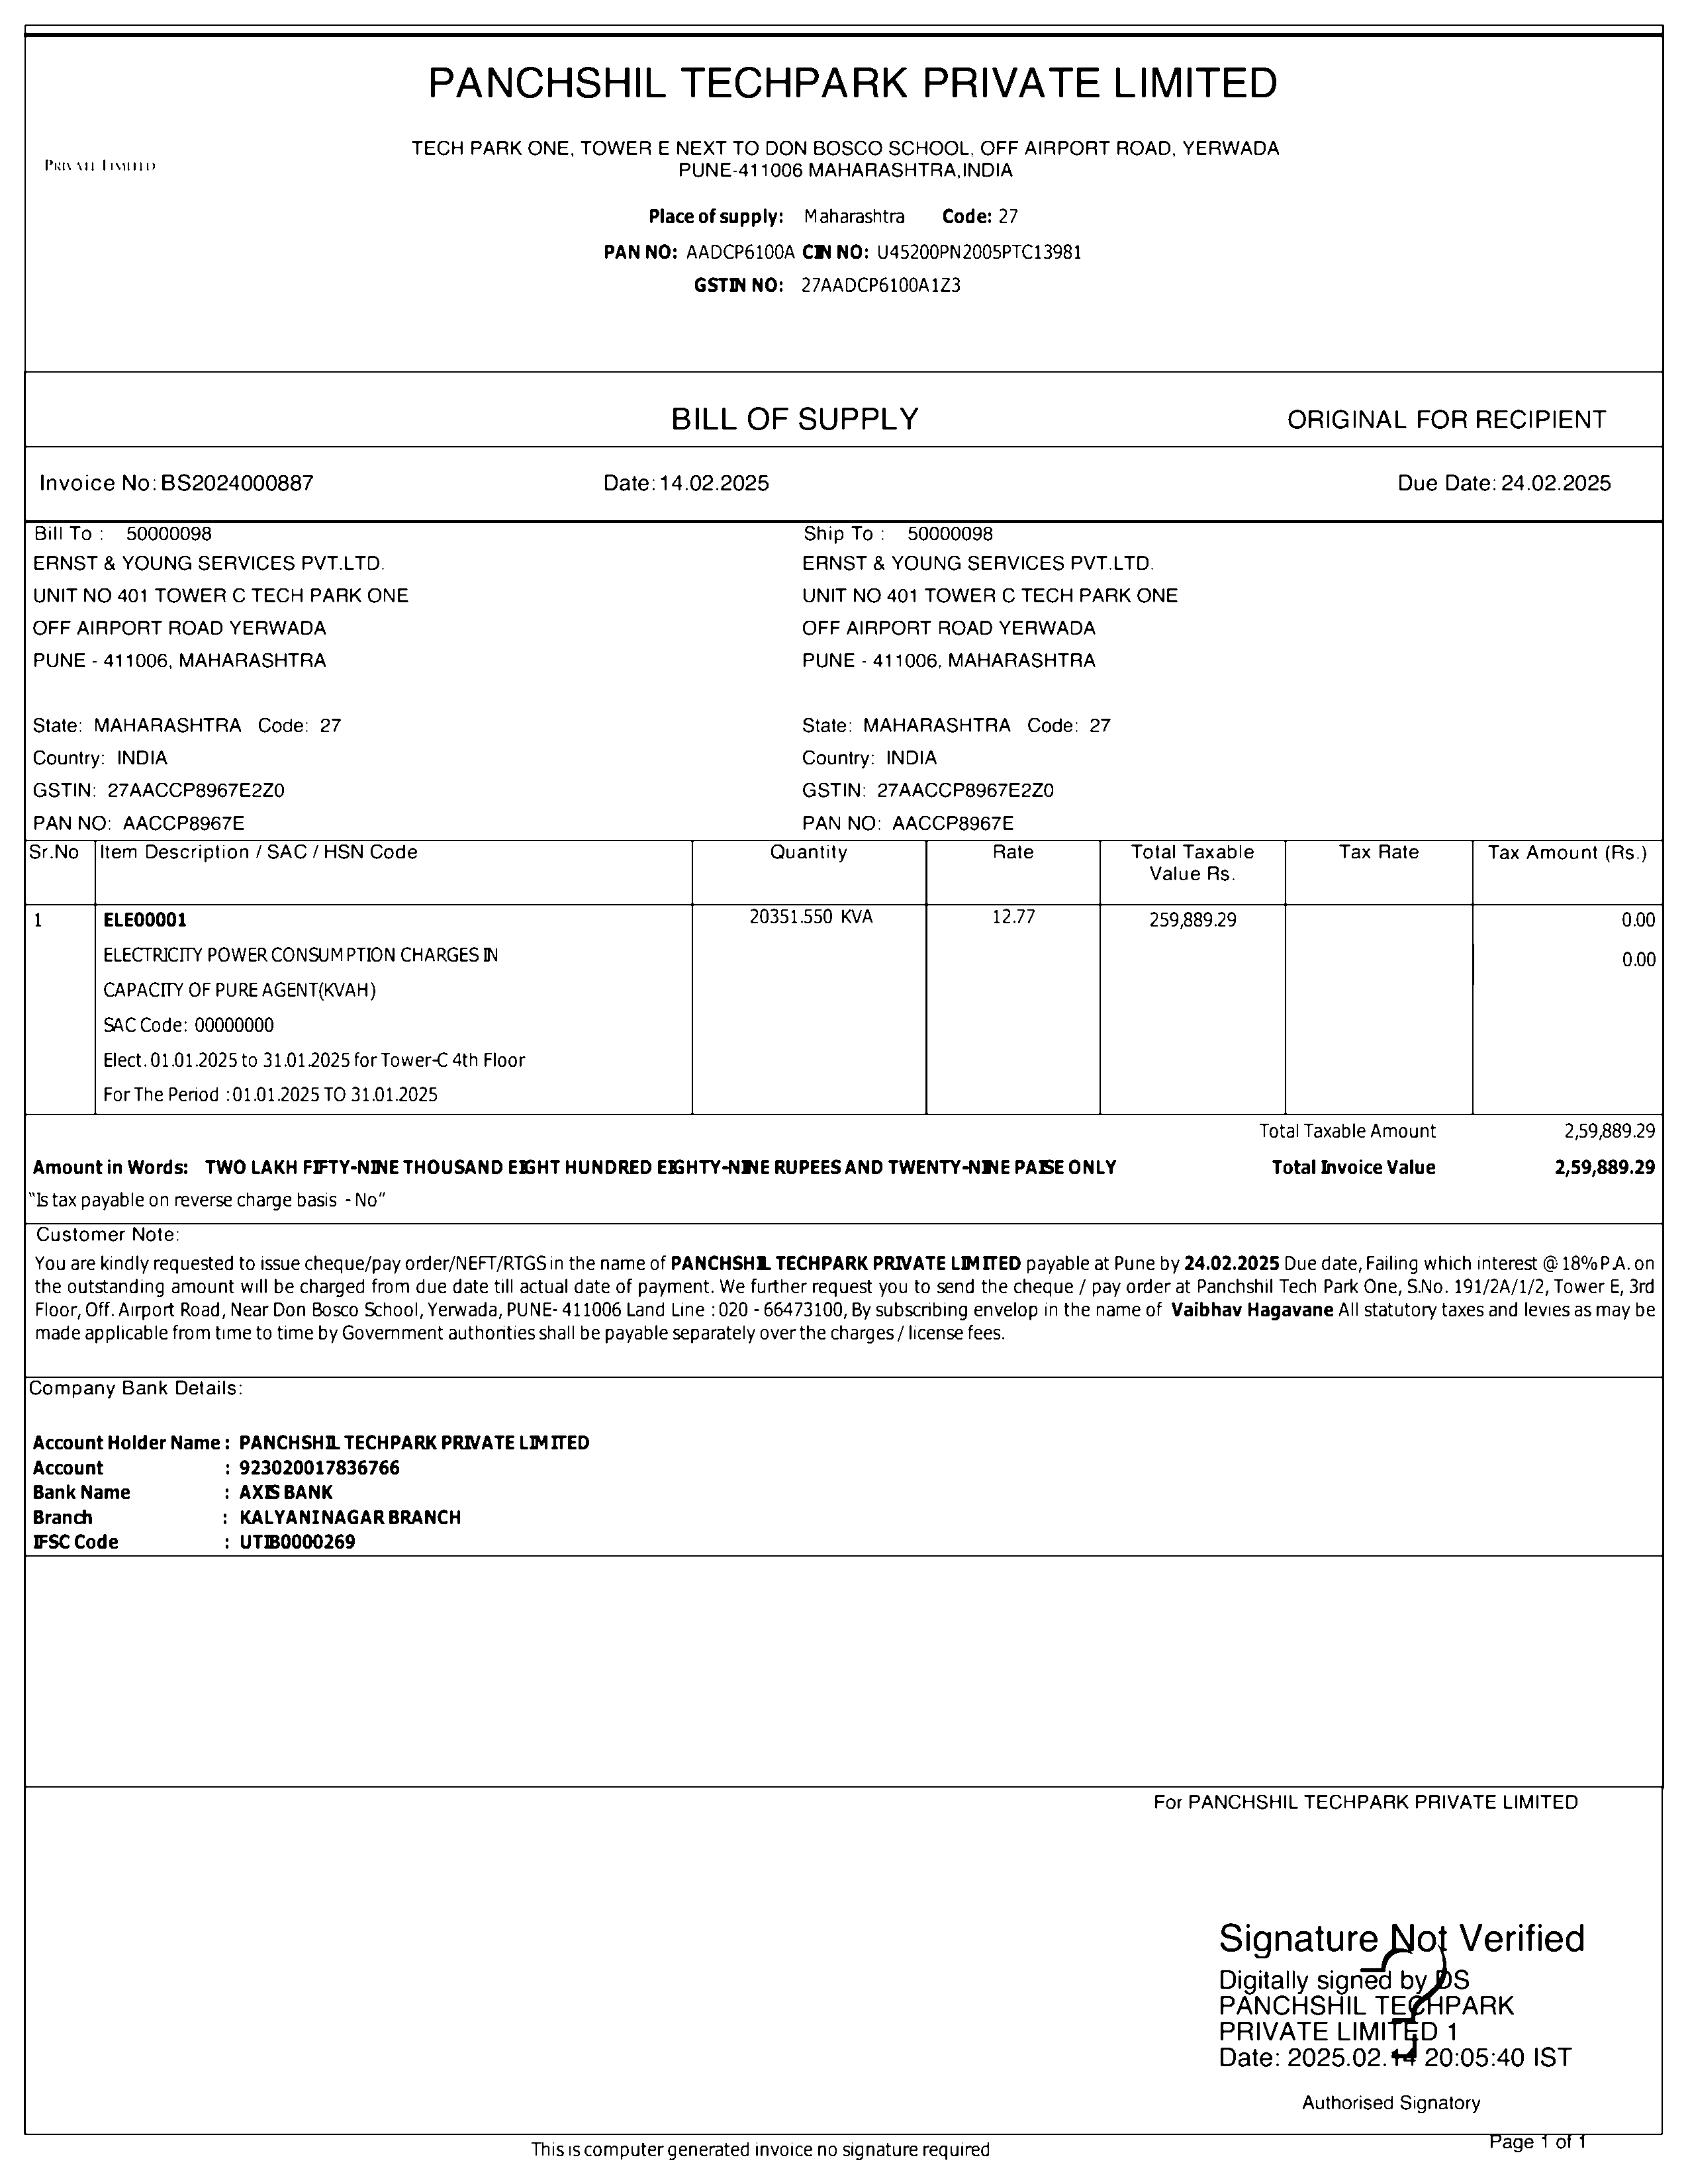 PANCHSHIL TECHPARK PRIVATE LIMITED
TECH PARK ONE, TOWER E NEXT TO DON BOSCO SCHOOL, OFF AIRPORT ROAD, YERWADA
PRIVATE LIMITED
PUNE-411006 MAHARASHTRA,INDIA
Place of supply: Maharashtra Code: 27
PAN NO: AADCP6100A CIN NO: U45200PN2005PTC13981
GSTIN NO: 27AADCP6100A1Z3
BILL OF SUPPLY ORIGINAL FOR RECIPIENT
Invoice No: BS2024000887 Date: 14.02.2025 Due Date: 24.02.2025
Bill To : 50000098 Ship To : 50000098
ERNST & YOUNG SERVICES PVT.LTD. ERNST & YOUNG SERVICES PVT.LTD.
UNIT NO 401 TOWER C TECH PARK ONE UNIT NO 401 TOWER C TECH PARK ONE
OFF AIRPORT ROAD YERWADA OFF AIRPORT ROAD YERWADA
PUNE - 411006, MAHARASHTRA PUNE - 411006, MAHARASHTRA
State: MAHARASHTRA Code: 27 State: MAHARASHTRA Code: 27
Country: INDIA Country: INDIA
GSTIN: 27AACCP8967E2Z0 GSTIN: 27AACCP8967E2Z0
PAN NO: AACCP8967E PAN NO: AACCP8967E
Sr.No Item Description / SAC / HSN Code Quantity Rate Total Taxable Tax Rate Tax Amount (Rs.)
Value Rs.
1 ELE00001 20351.550 KVA 12.77 259,889.29 0.00
ELECTRICITY POWER CONSUMPTION CHARGES IN 0.00
CAPACITY OF PURE AGENT(KVAH)
SAC Code: 00000000
Elect. 01.01.2025 to 31.01.2025 for Tower-C 4th Floor
For The Period : 01.01.2025 TO 31.01.2025
Total Taxable Amount 2,59,889.29
Amount in Words: TWO LAKH FIFTY-NINE THOUSAND EIGHT HUNDRED EIGHTY-NINE RUPEES AND TWENTY-NINE PAISE ONLY Total Invoice Value 2,59,889.29
"Is tax payable on reverse charge basis - No"
Customer Note:
You are kindly requested to issue cheque/pay order/NEFT/RTGS in the name of PANCHSHIL TECHPARK PRIVATE LIMITED payable at Pune by 24.02.2025 Due date, Failing which interest @ 18% P.A. on
the outstanding amount will be charged from due date till actual date of payment. We further request you to send the cheque / pay order at Panchshil Tech Park One, S.No. 191/2A/1/2, Tower E, 3rd
Floor, Off. Airport Road, Near Don Bosco School, Yerwada, PUNE- 411006 Land Line : 020 - 66473100, By subscribing envelop in the name of Vaibhav Hagavane All statutory taxes and levies as may be
made applicable from time to time by Government authorities shall be payable separately over the charges / license fees.
Company Bank Details:
Account Holder Name : PANCHSHIL TECHPARK PRIVATE LIMITED
Account : 923020017836766
Bank Name : AXIS BANK
Branch : KALYANINAGAR BRANCH
IFSC Code : UTIB0000269
For PANCHSHIL TECHPARK PRIVATE LIMITED
Signature Not Verified
Digitally signed by DS
PANCHSHIL TECHPARK
PRIVATE LIMITED 1
Date: 2025.02.14 20:05:40 IST
Authorised Signatory
This is computer generated invoice no signature required Page 1 of 1